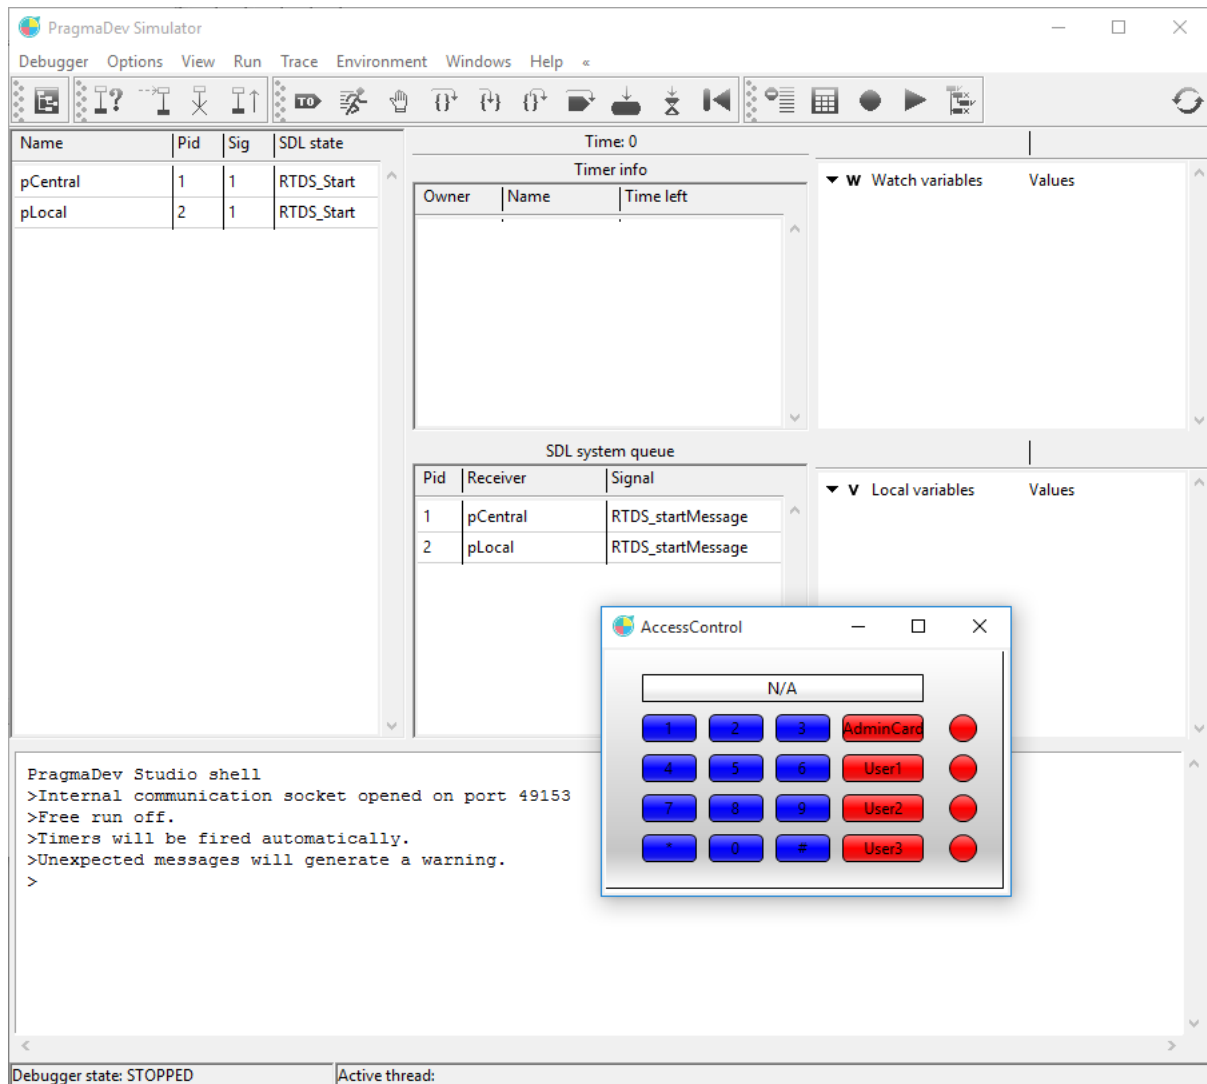 PragmaDev Simulator
Debugger Options View Run Trace Environment Windows Help «
TO
Name Pid Sig SDL state
pCentral 1 1 RTDS_Start
pLocal 2 1 RTDS_Start
Time: 0
Timer info
Owner Name Time left
W Watch variables Values
SDL system queue
Pid Receiver Signal
1 pCentral RTDS_startMessage
2 pLocal RTDS_startMessage
V Local variables Values
AccessControl
N/A
1 2 3 AdminCard
4 5 6 User1
7 8 9 User2
* 0 # User3
PragmaDev Studio shell
>Internal communication socket opened on port 49153
>Free run off.
>Timers will be fired automatically.
>Unexpected messages will generate a warning.
>
Debugger state: STOPPED Active thread: